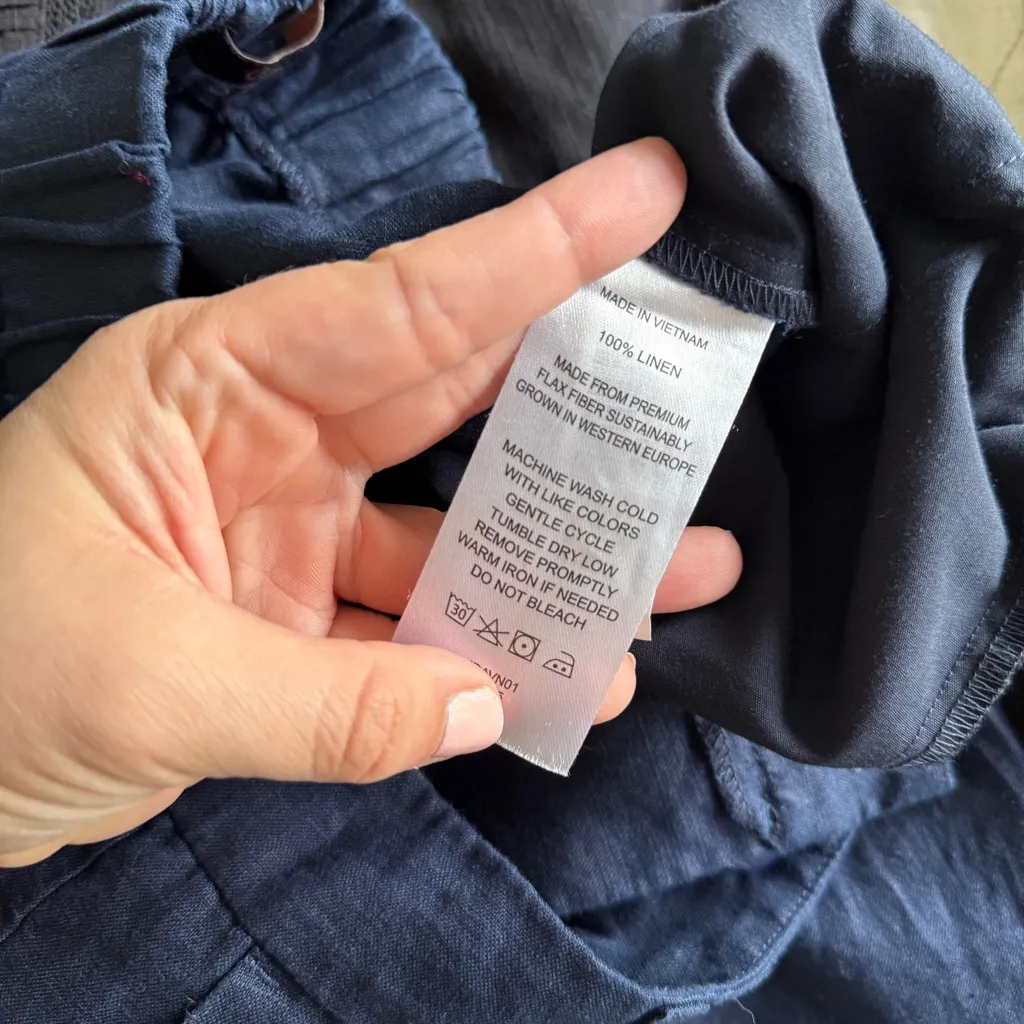 MADE IN VIETNAM
100% LINEN
MADE FROM PREMIUM
FLAX FIBER SUSTAINABLY
GROWN IN WESTERN EUROPE
MACHINE WASH COLD
WITH LIKE COLORS
GENTLE CYCLE
TUMBLE DRY LOW
REMOVE PROMPTLY
WARM IRON IF NEEDED
DO NOT BLEACH
30